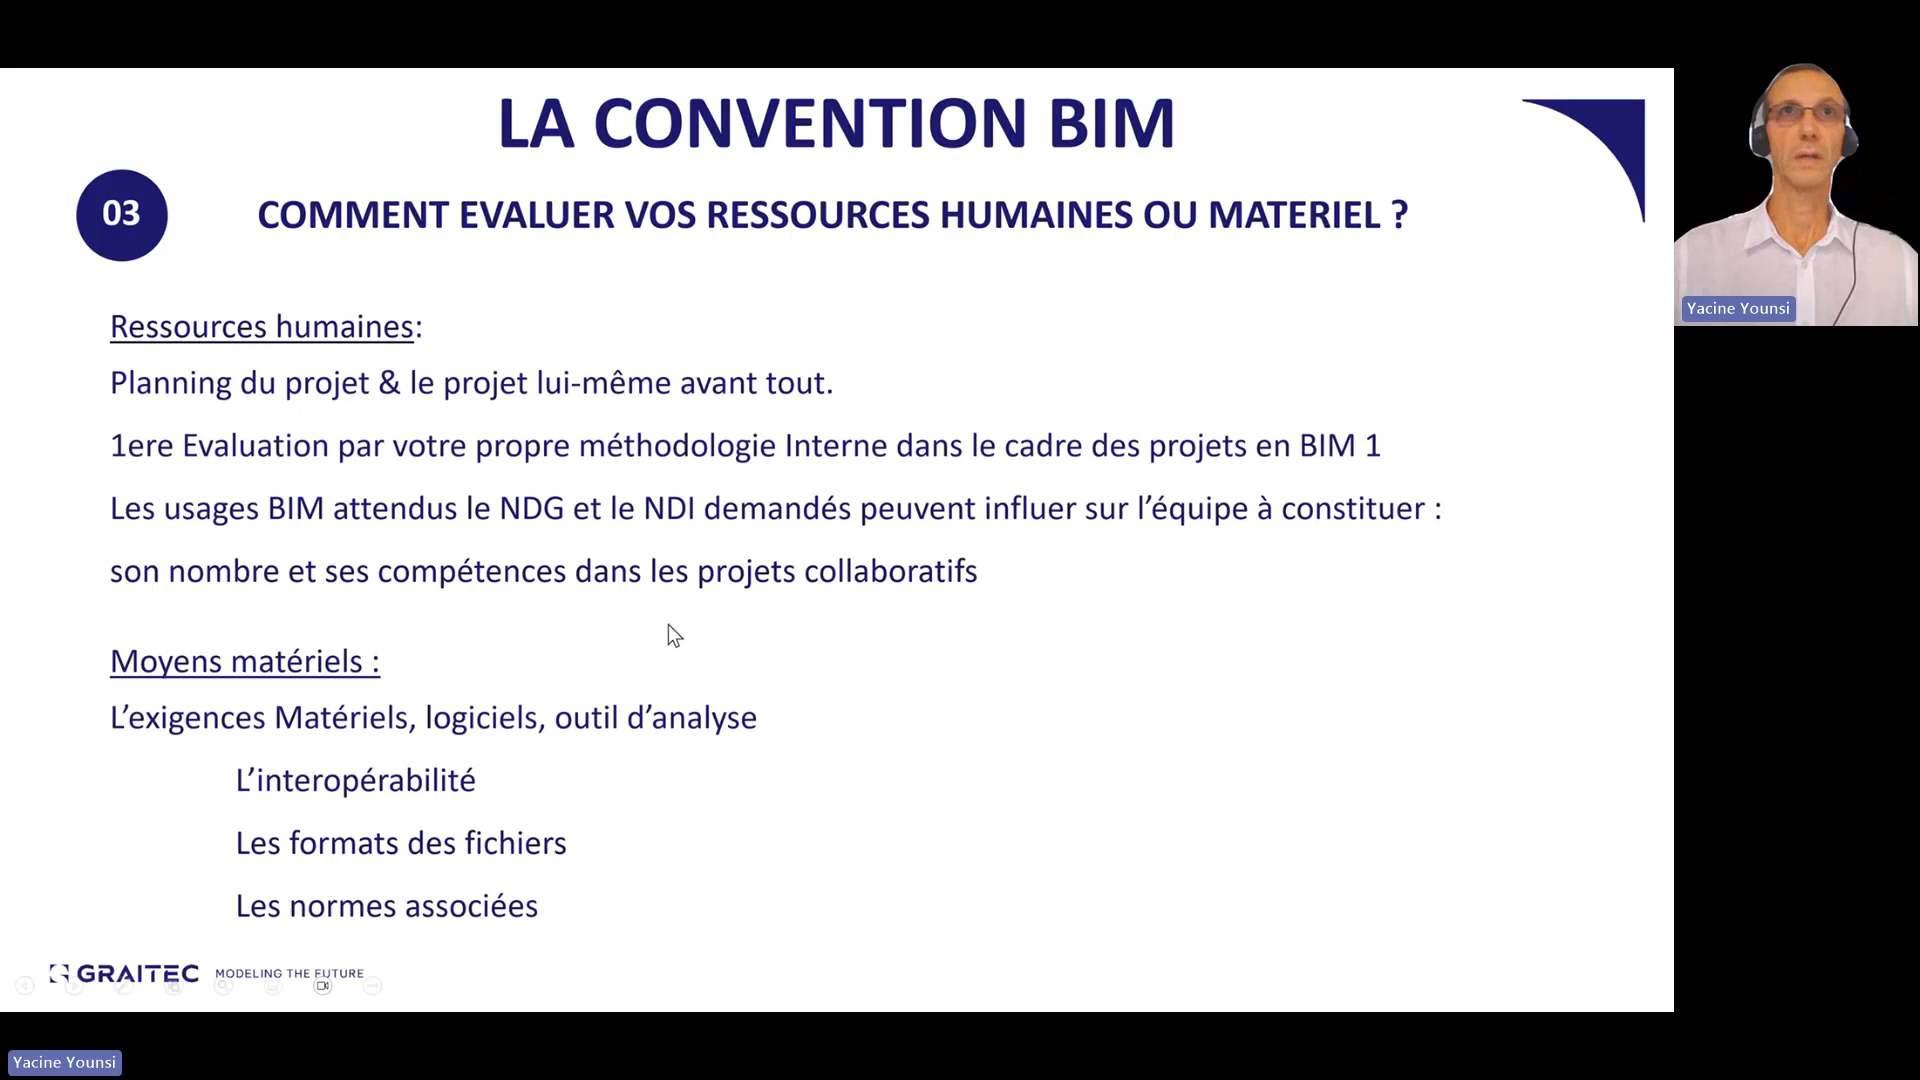 LA CONVENTION BIM
03
COMMENT EVALUER VOS RESSOURCES HUMAINES OU MATERIEL ?
Yacine Younsi
Ressources humaines:
Planning du projet & le projet lui-même avant tout.
1ere Evaluation par votre propre méthodologie Interne dans le cadre des projets en BIM 1
Les usages BIM attendus le NDG et le NDI demandés peuvent influer sur l’équipe à constituer :
son nombre et ses compétences dans les projets collaboratifs
Moyens matériels :
L’exigences Matériels, logiciels, outil d’analyse
L’interopérabilité
Les formats des fichiers
Les normes associées
GRAITEC MODELING THE FUTURE
Yacine Younsi